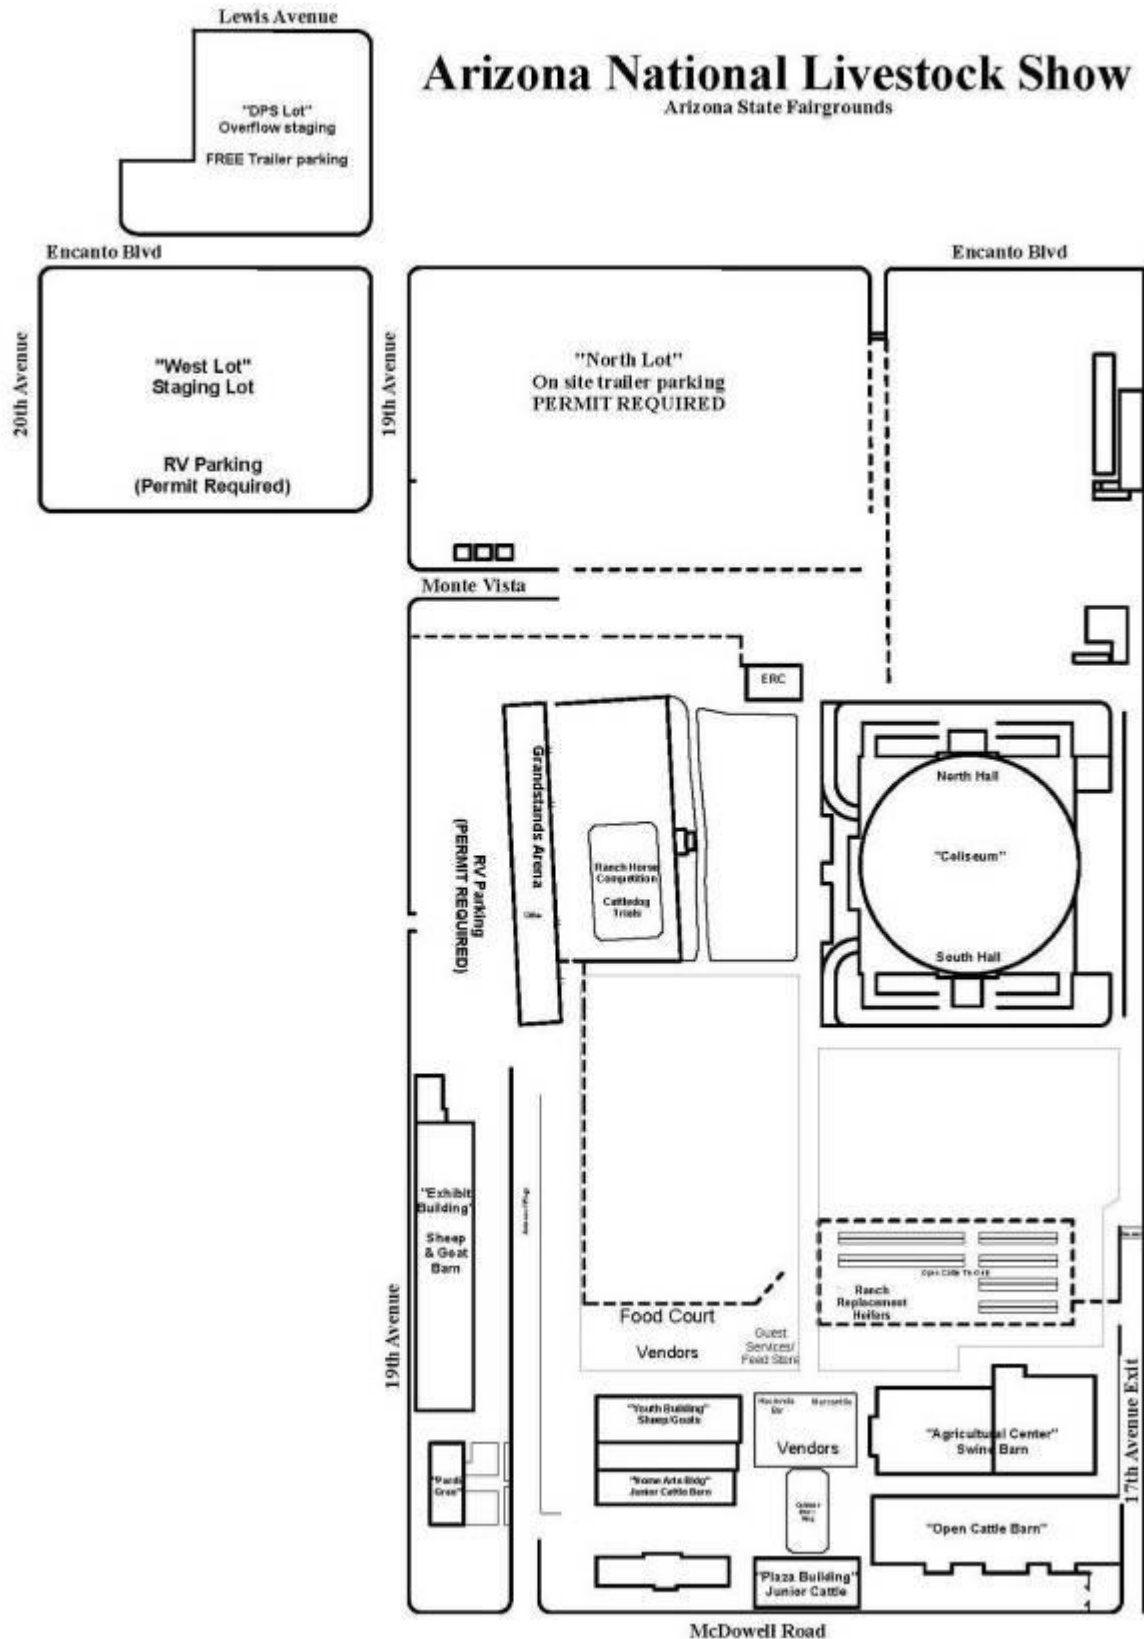 Lewis Avenue
Arizona National Livestock Show
Arizona State Fairgrounds
"DPS Lot"
Overflow staging
FREE Trailer parking
Encanto Blvd
Encanto Blvd
20th Avenue
"West Lot"
Staging Lot
RV Parking
(Permit Required)
19th Avenue
"North Lot"
On site trailer parking
PERMIT REQUIRED
Monte Vista
ERC
Grandstands Arena
RV Parking
(PERMIT REQUIRED)
Ranch Horse
Competition
Cattledog
Trials
North Hall
"Coliseum"
South Hall
"Exhibit
Building"
Sheep
& Goat
Barn
19th Avenue
Ranch
Replacement
Heifers
Food Court
Vendors
Guest
Services/
Feed Store
"Youth Building"
Sheep/Goats
Vendors
"Agricultural Center"
Swine Barn
17th Avenue Exit
"Home Arts Bldg"
Junior Cattle Barn
"Open Cattle Barn"
"Plaza Building"
Junior Cattle
McDowell Road